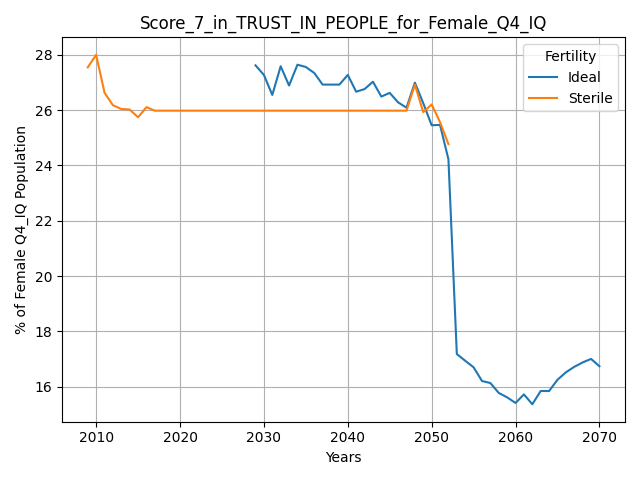 Score_7_in_TRUST_IN_PEOPLE_for_Female_Q4_IQ
% of Female Q4_IQ Population
28
26
24
22
20
18
16
Fertility
Ideal
Sterile
2010 2020 2030 2040 2050 2060 2070
Years